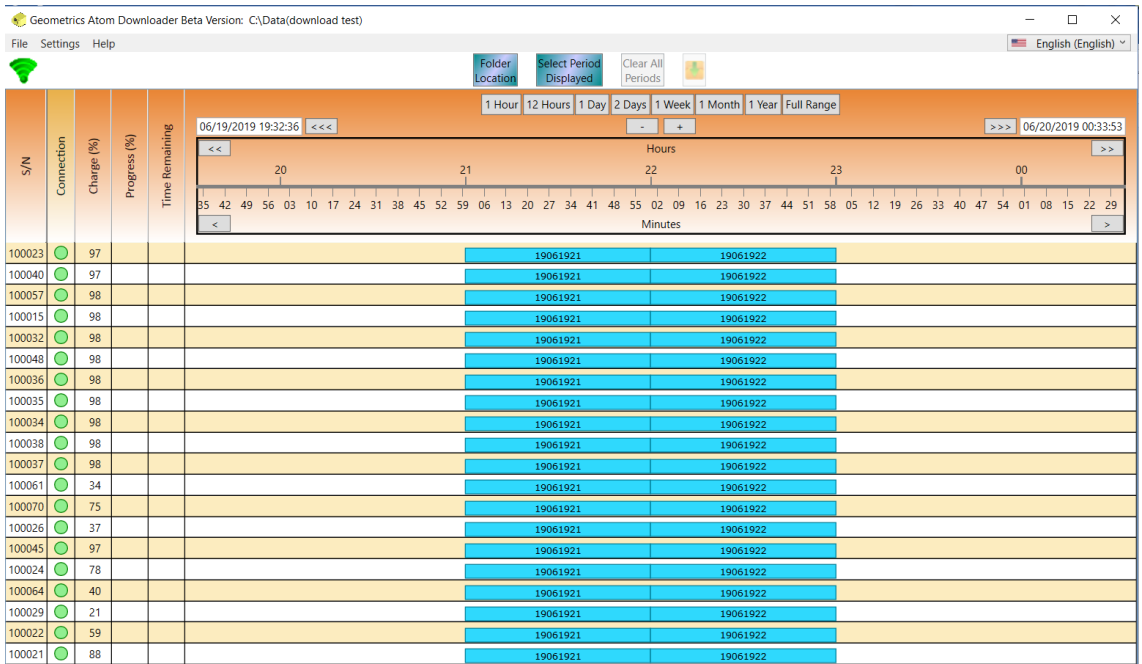 Geometrics Atom Downloader Beta Version: C:\Data(download test)
File Settings Help English (English)
Folder Location Select Period Displayed Clear All Periods
1 Hour 12 Hours 1 Day 2 Days 1 Week 1 Month 1 Year Full Range
S/N Connection Charge (%) Progress (%) Time Remaining
06/19/2019 19:32:36 <<< - + >>> 06/20/2019 00:33:53
<< Hours >>
20 21 22 23 00
35 42 49 56 03 10 17 24 31 38 45 52 59 06 13 20 27 34 41 48 55 02 09 16 23 30 37 44 51 58 05 12 19 26 33 40 47 54 01 08 15 22 29
< Minutes >
100023 97 19061921 19061922
100040 97 19061921 19061922
100057 98 19061921 19061922
100015 98 19061921 19061922
100032 98 19061921 19061922
100048 98 19061921 19061922
100036 98 19061921 19061922
100035 98 19061921 19061922
100034 98 19061921 19061922
100038 98 19061921 19061922
100037 98 19061921 19061922
100061 34 19061921 19061922
100070 75 19061921 19061922
100026 37 19061921 19061922
100045 97 19061921 19061922
100024 78 19061921 19061922
100064 40 19061921 19061922
100029 21 19061921 19061922
100022 59 19061921 19061922
100021 88 19061921 19061922